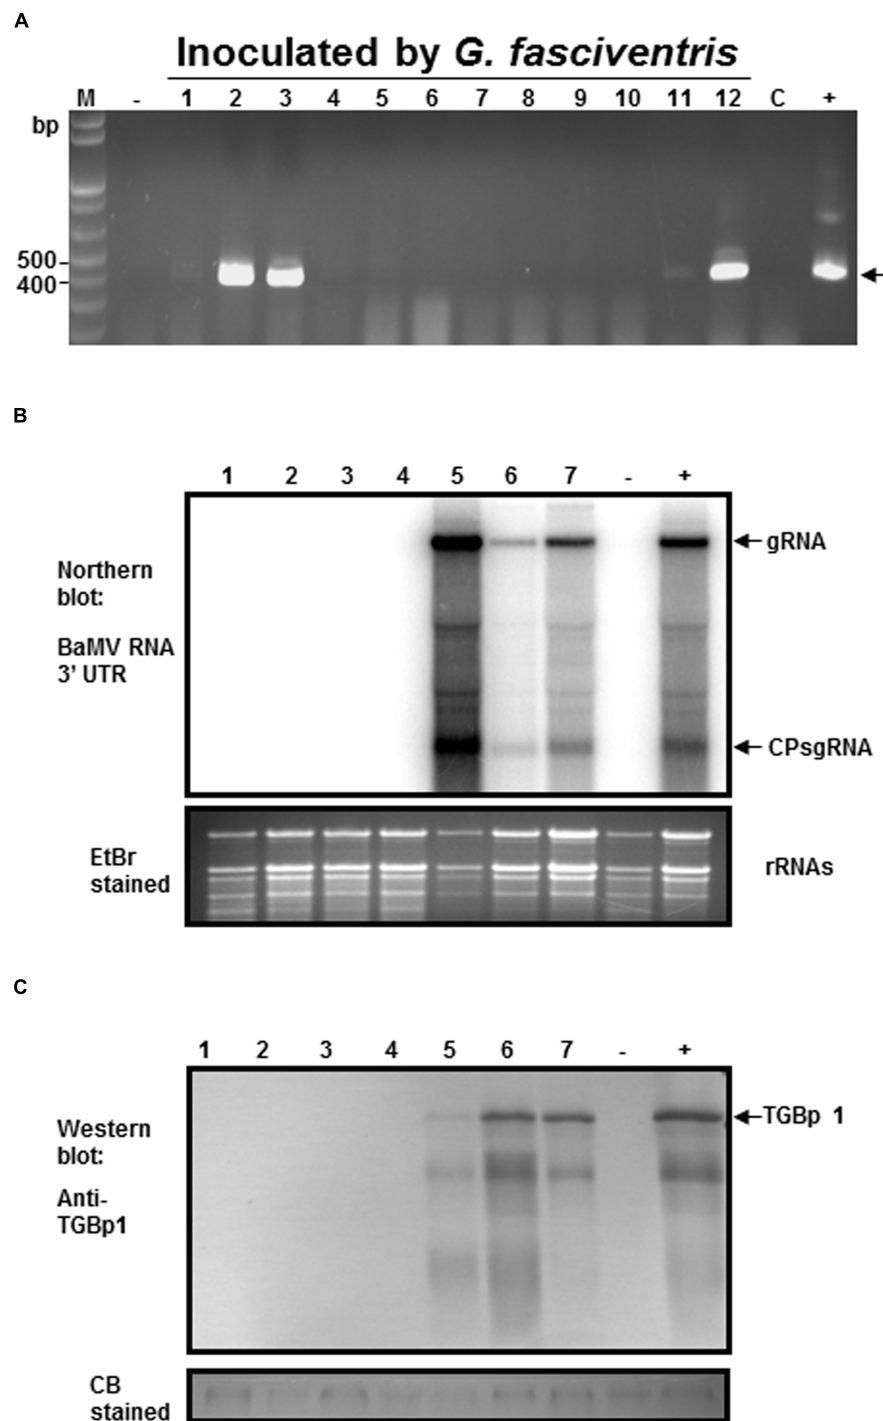 A
Inoculated by G. fasciventris
M - 1 2 3 4 5 6 7 8 9 10 11 12 C +
bp
500
400
B
1 2 3 4 5 6 7 - +
gRNA
Northern
blot:
BaMV RNA
3' UTR
CPsgRNA
EtBr
stained
rRNAs
C
1 2 3 4 5 6 7 - +
TGBp 1
Western
blot:
Anti-
TGBp1
CB
stained